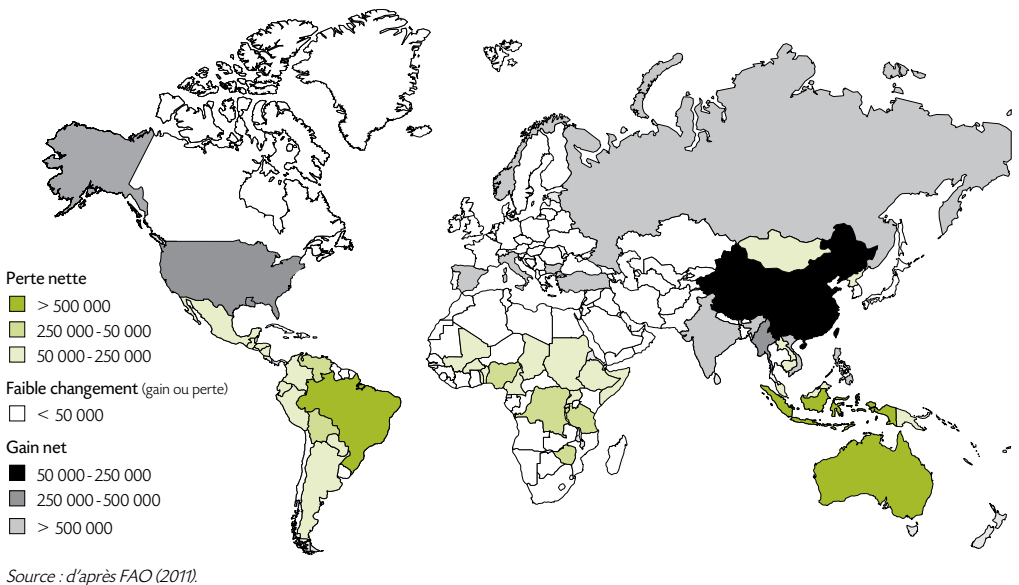 Perte nette
> 500 000
250 000 - 50 000
50 000 - 250 000
Faible changement (gain ou perte)
< 50 000
Gain net
50 000 - 250 000
250 000 - 500 000
> 500 000
Source : d'après FAO (2011).